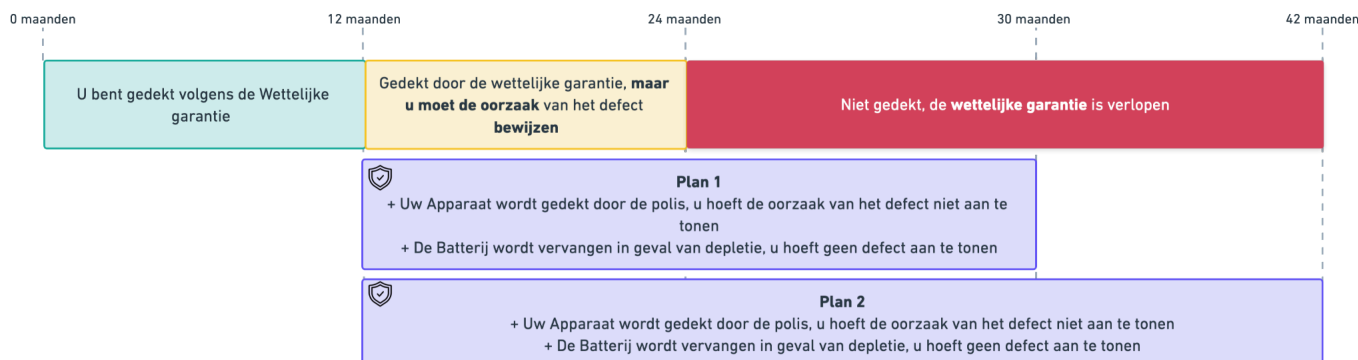 0 maanden 12 maanden 24 maanden 30 maanden 42 maanden
U bent gedekt volgens de Wettelijke
garantie
Gedekt door de wettelijke garantie, maar
u moet de oorzaak van het defect
bewijzen
Niet gedekt, de wettelijke garantie is verlopen
Plan 1
+ Uw Apparaat wordt gedekt door de polis, u hoeft de oorzaak van het defect niet aan te
tonen
+ De Batterij wordt vervangen in geval van depletie, u hoeft geen defect aan te tonen
Plan 2
+ Uw Apparaat wordt gedekt door de polis, u hoeft de oorzaak van het defect niet aan te tonen
+ De Batterij wordt vervangen in geval van depletie, u hoeft geen defect aan te tonen